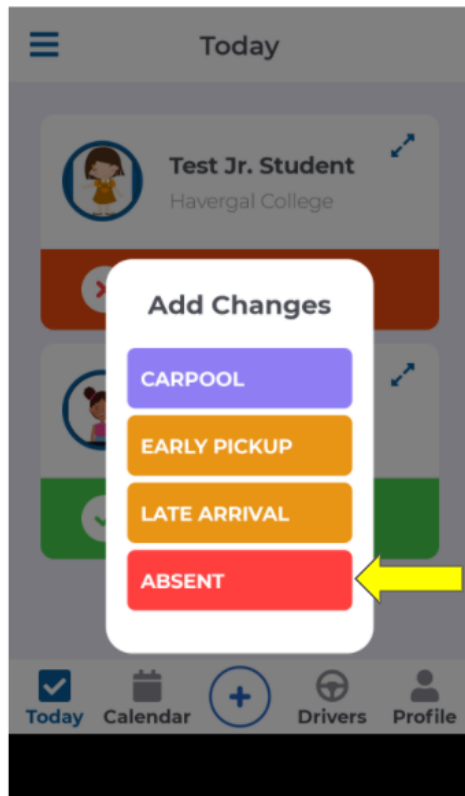 Today
Test Jr. Student
Havergal College
Add Changes
CARPOOL
EARLY PICKUP
LATE ARRIVAL
ABSENT
Today Calendar + Drivers Profile